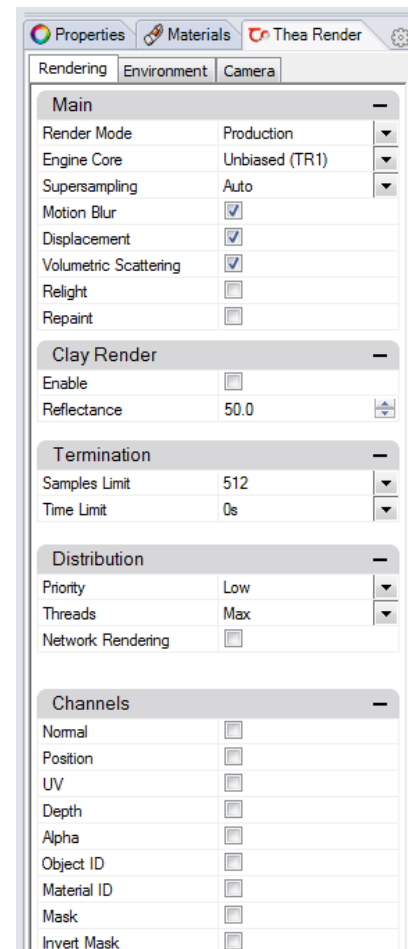 Properties Materials Thea Render
Rendering Environment Camera
Main
Render Mode Production
Engine Core Unbiased (TR1)
Supersampling Auto
Motion Blur
Displacement
Volumetric Scattering
Relight
Repaint
Clay Render
Enable
Reflectance 50.0
Termination
Samples Limit 512
Time Limit 0s
Distribution
Priority Low
Threads Max
Network Rendering
Channels
Normal
Position
UV
Depth
Alpha
Object ID
Material ID
Mask
Invert Mask